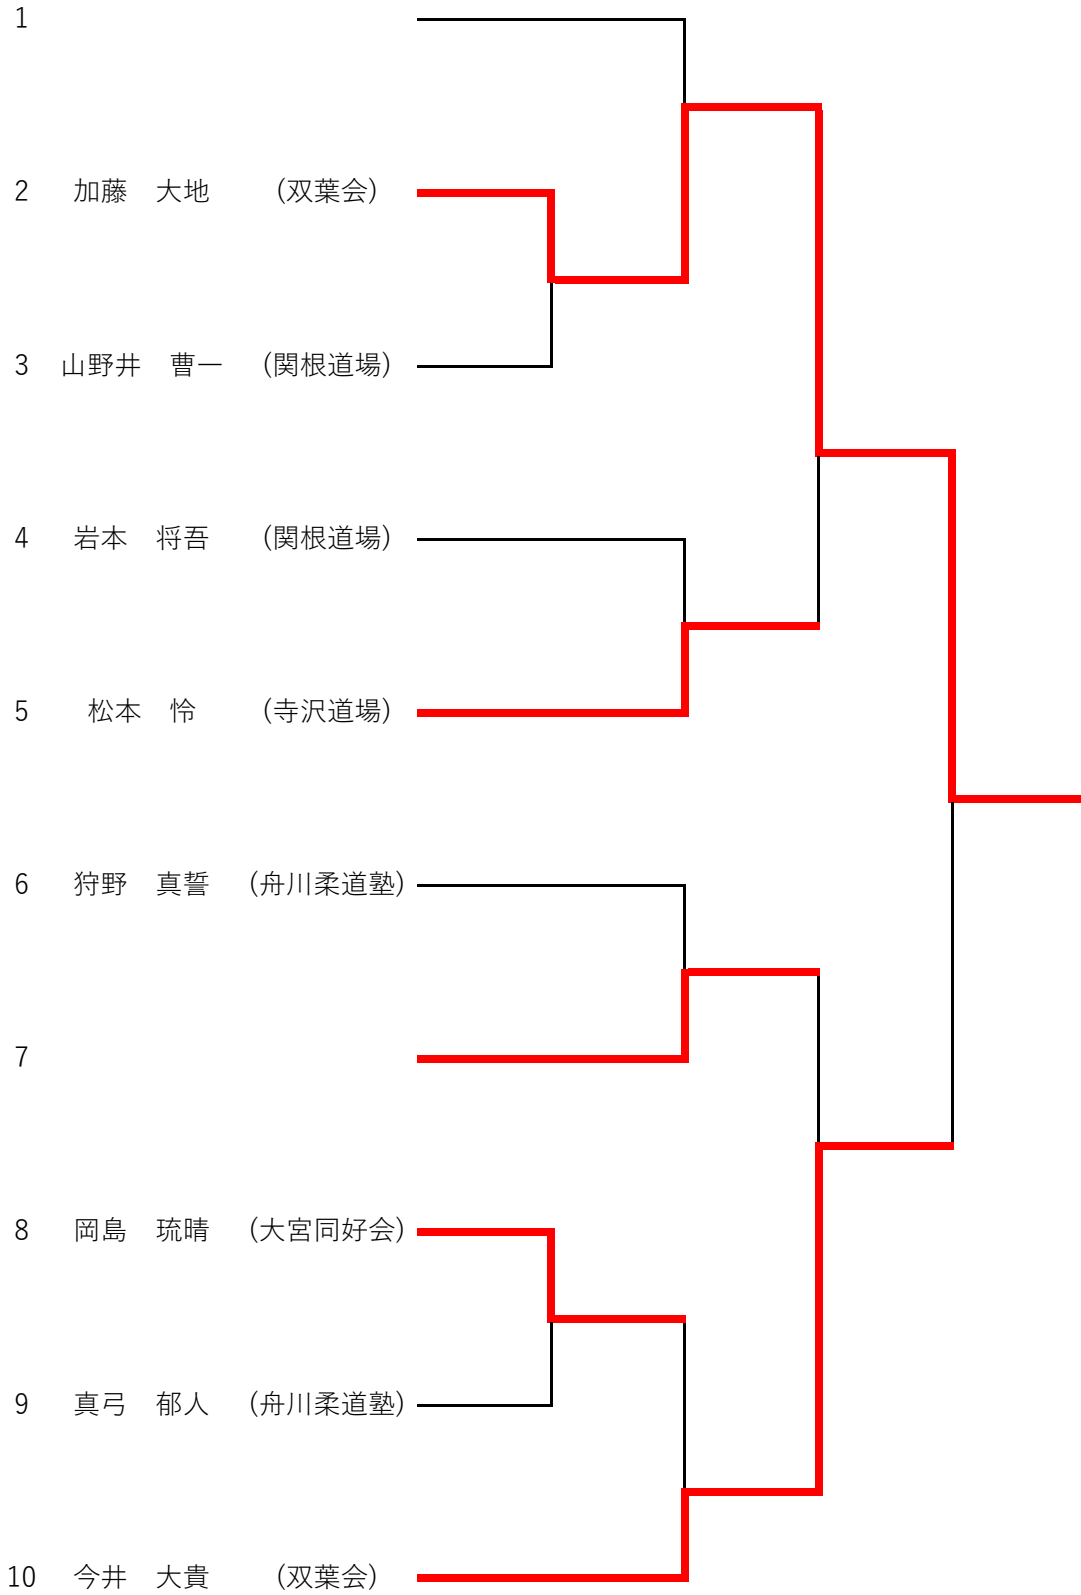 1
2 加藤 大地 (双葉会)
3 山野井 曹一 (関根道場)
4 岩本 将吾 (関根道場)
5 松本 怜 (寺沢道場)
6 狩野 真誓 (舟川柔道塾)
7
8 岡島 琉晴 (大宮同好会)
9 真弓 郁人 (舟川柔道塾)
10 今井 大貴 (双葉会)